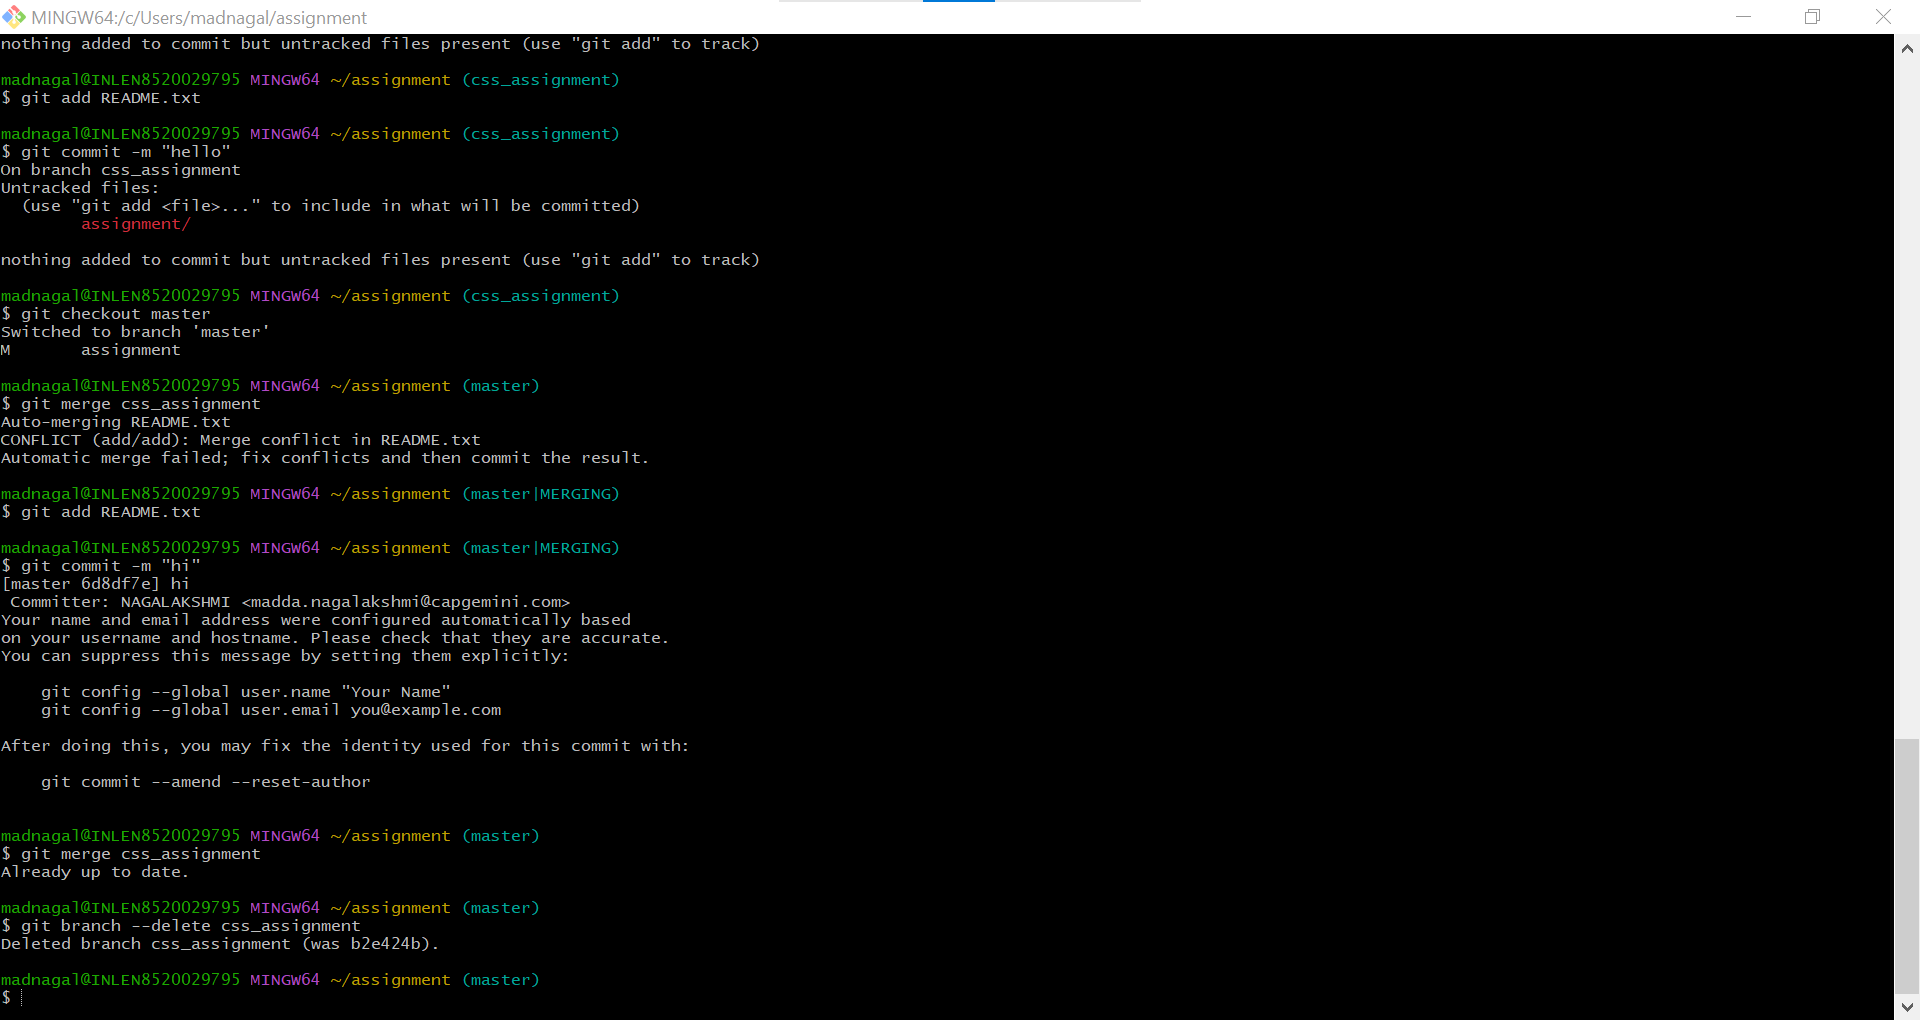 MINGW64:/c/Users/madnagal/assignment
nothing added to commit but untracked files present (use "git add" to track)
madnagal@INLEN8520029795 MINGW64 ~/assignment (css_assignment)
$ git add README.txt
madnagal@INLEN8520029795 MINGW64 ~/assignment (css_assignment)
$ git commit -m "hello"
On branch css_assignment
Untracked files:
  (use "git add <file>..." to include in what will be committed)
        assignment/
nothing added to commit but untracked files present (use "git add" to track)
madnagal@INLEN8520029795 MINGW64 ~/assignment (css_assignment)
$ git checkout master
Switched to branch 'master'
M       assignment
madnagal@INLEN8520029795 MINGW64 ~/assignment (master)
$ git merge css_assignment
Auto-merging README.txt
CONFLICT (add/add): Merge conflict in README.txt
Automatic merge failed; fix conflicts and then commit the result.
madnagal@INLEN8520029795 MINGW64 ~/assignment (master|MERGING)
$ git add README.txt
madnagal@INLEN8520029795 MINGW64 ~/assignment (master|MERGING)
$ git commit -m "hi"
[master 6d8df7e] hi
 Committer: NAGALAKSHMI <madda.nagalakshmi@capgemini.com>
Your name and email address were configured automatically based
on your username and hostname. Please check that they are accurate.
You can suppress this message by setting them explicitly:
    git config --global user.name "Your Name"
    git config --global user.email you@example.com
After doing this, you may fix the identity used for this commit with:
    git commit --amend --reset-author
madnagal@INLEN8520029795 MINGW64 ~/assignment (master)
$ git merge css_assignment
Already up to date.
madnagal@INLEN8520029795 MINGW64 ~/assignment (master)
$ git branch --delete css_assignment
Deleted branch css_assignment (was b2e424b).
madnagal@INLEN8520029795 MINGW64 ~/assignment (master)
$